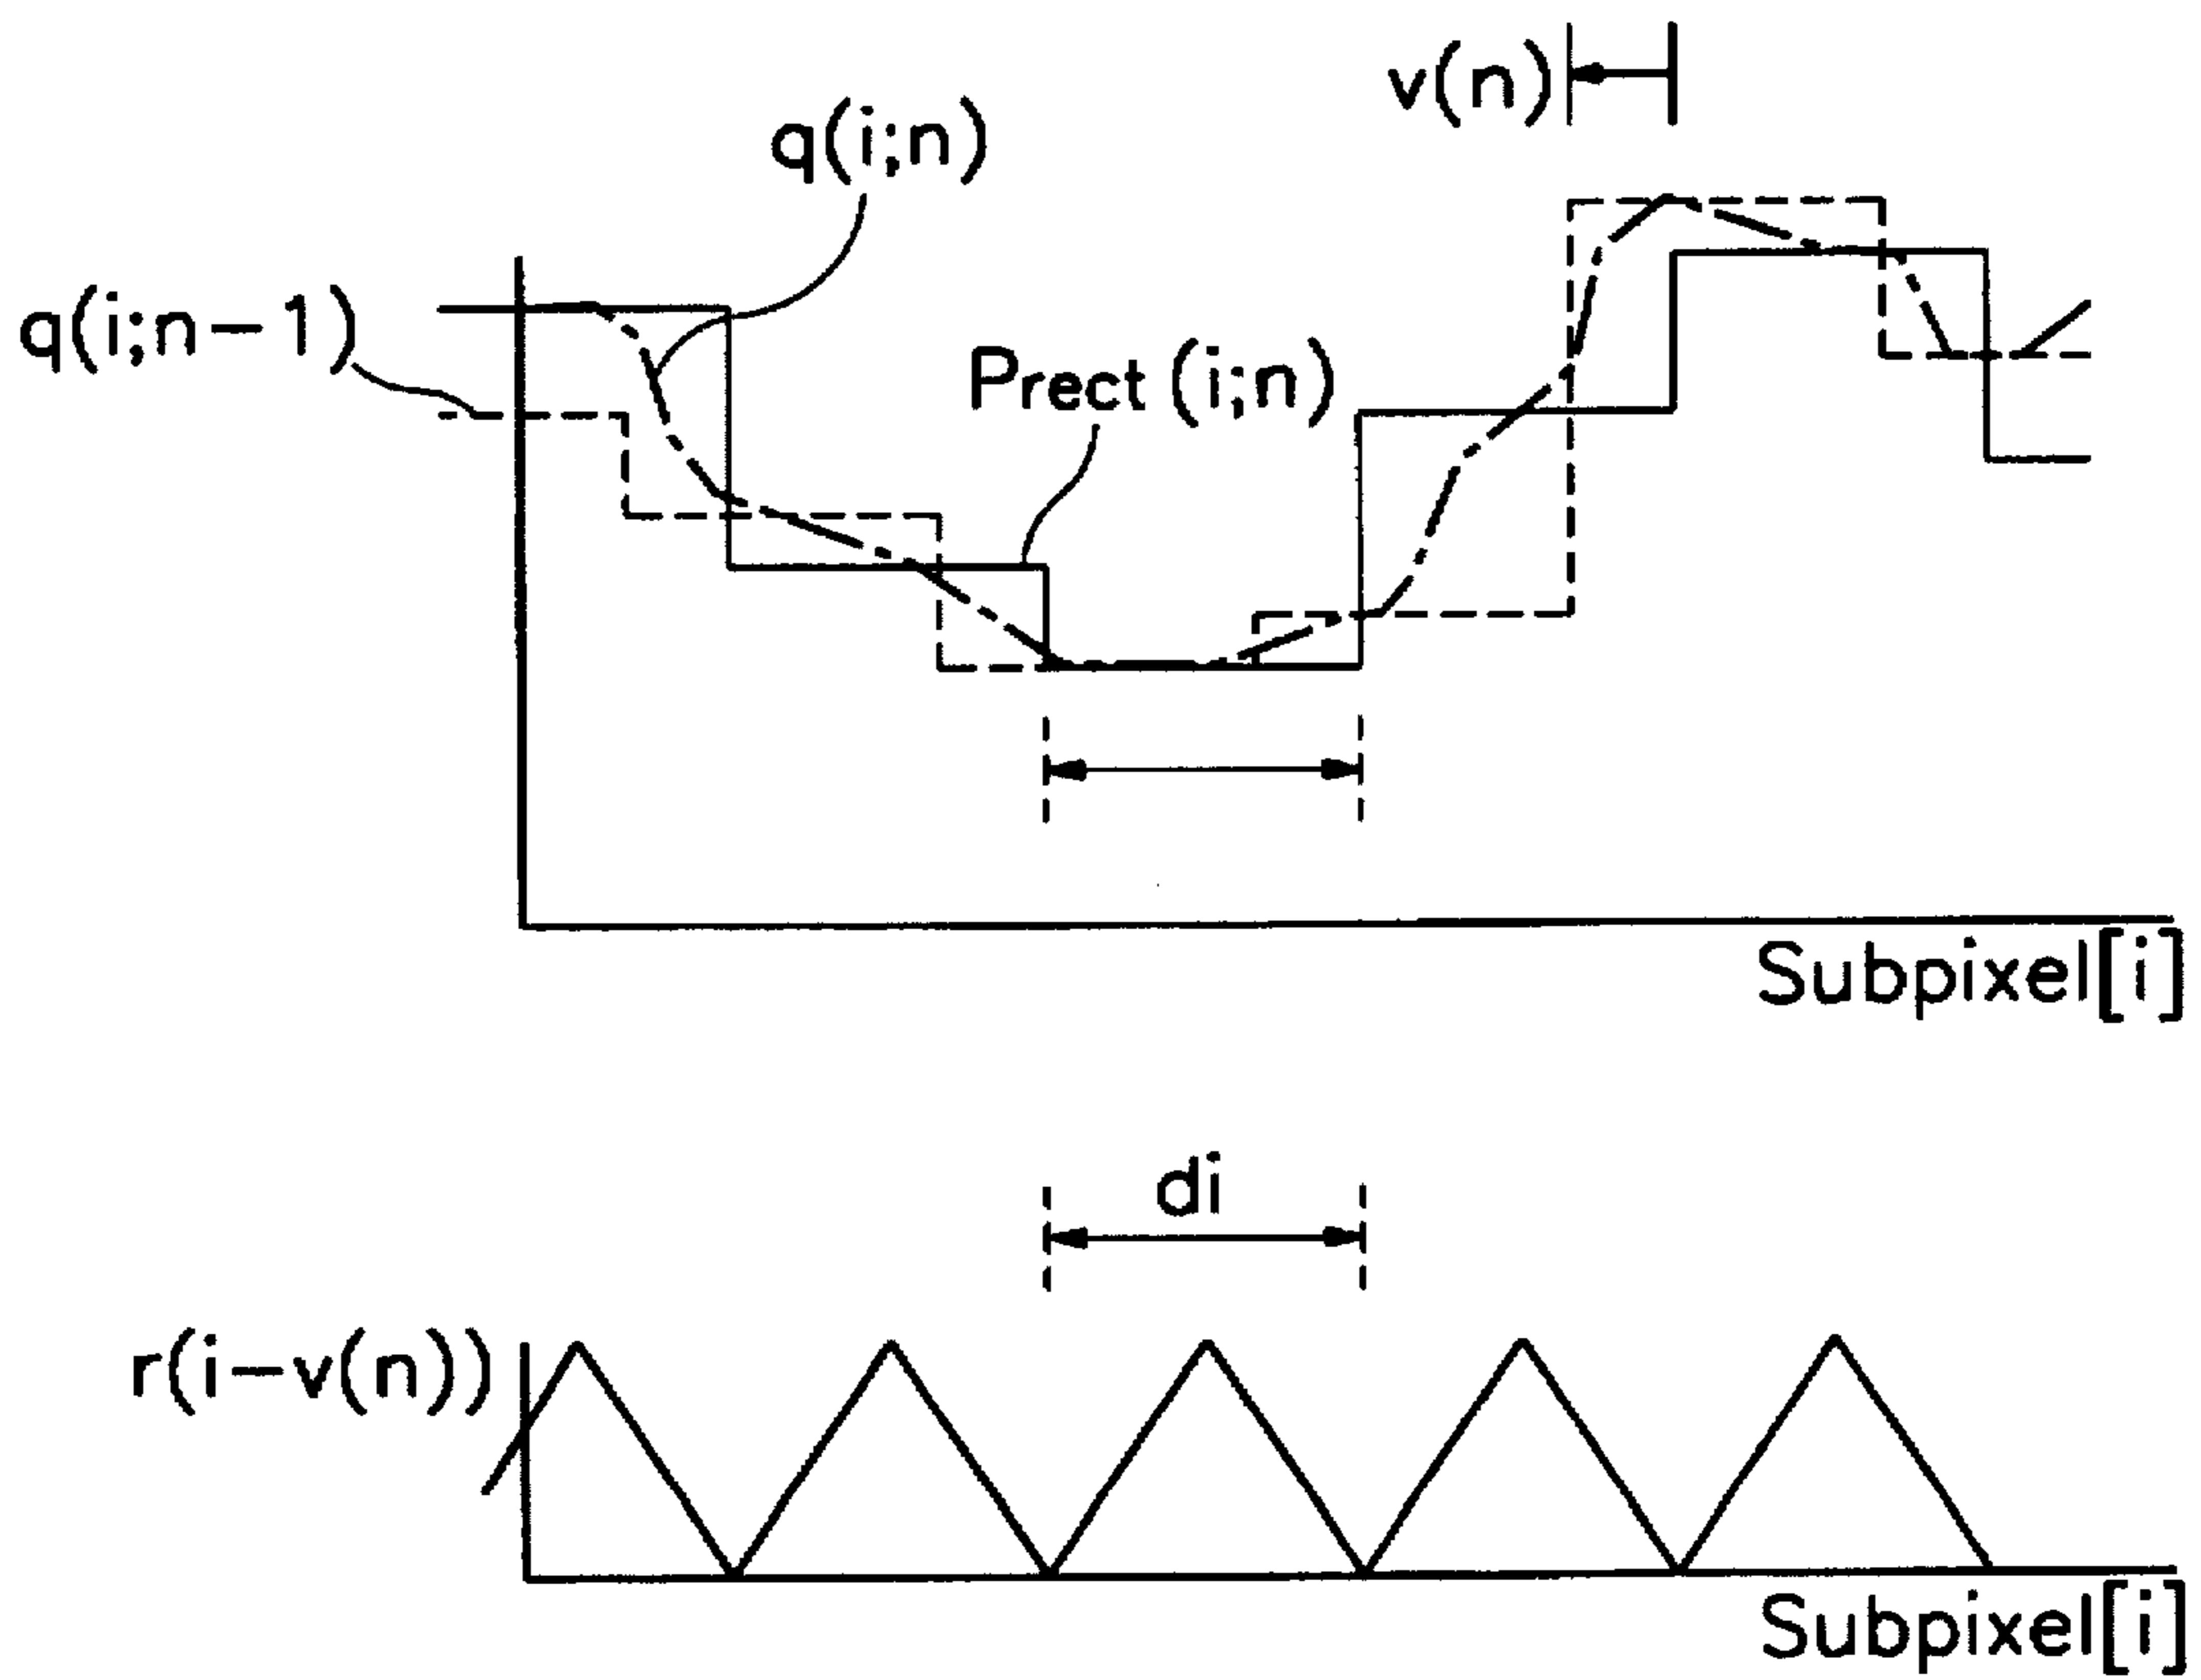 v(n)
q(i;n)
q(i;n-1)
Prect (i;n)
Subpixel[i]
di
r(i-v(n))
Subpixel[i]